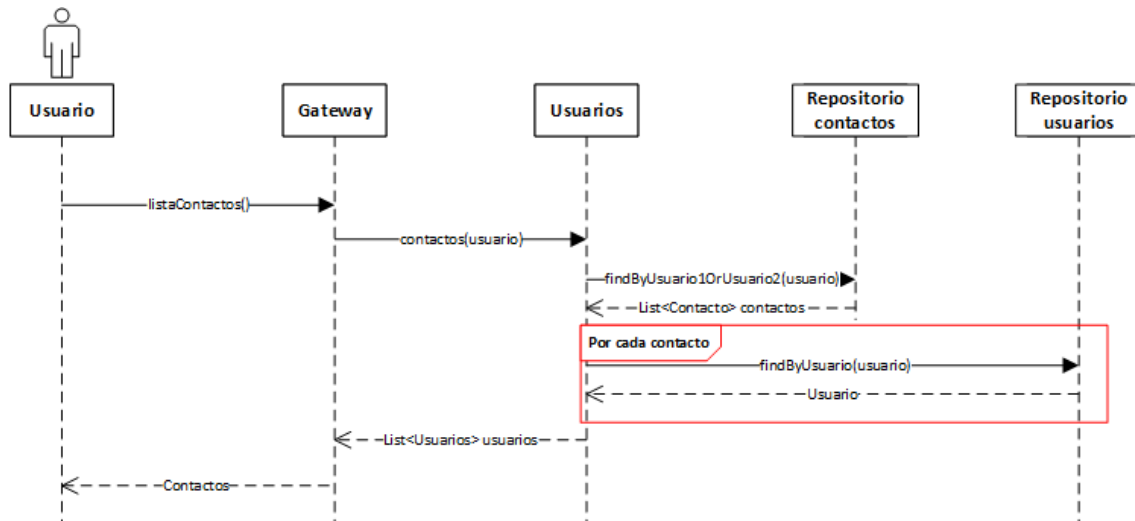 Usuario
Gateway
Usuarios
Repositorio
contactos
Repositorio
usuarios
listaContactos()
contactos(usuario)
findByUsuario1OrUsuario2(usuario)
List<Contacto> contactos
Por cada contacto
findByUsuario(usuario)
Usuario
List<Usuarios> usuarios
Contactos